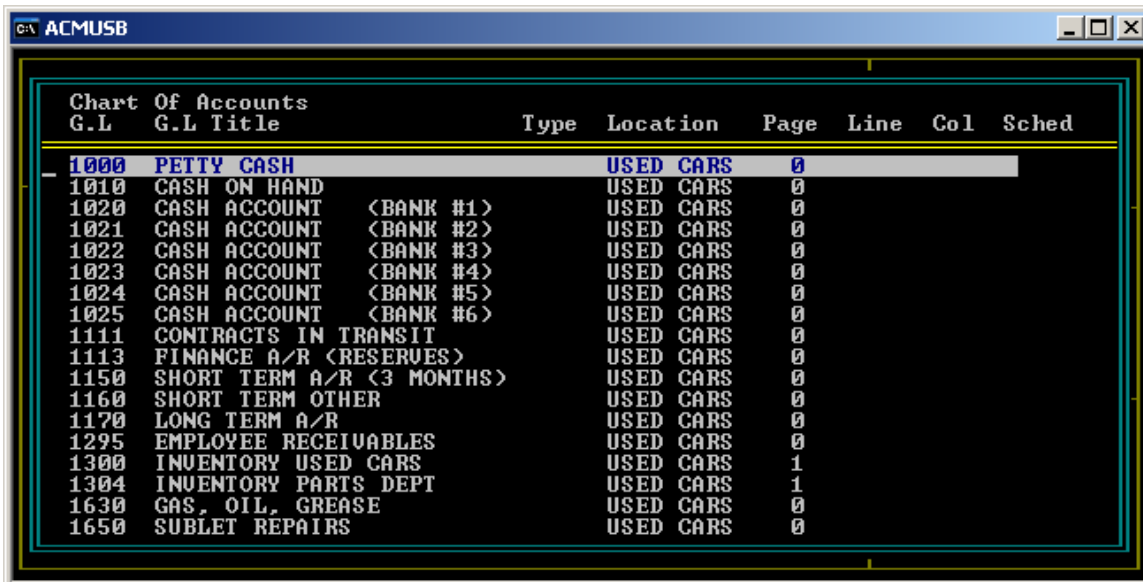 ACMUSB
Chart Of Accounts
G.L G.L Title Type Location Page Line Col Sched
1000 PETTY CASH USED CARS 0
1010 CASH ON HAND USED CARS 0
1020 CASH ACCOUNT (BANK #1) USED CARS 0
1021 CASH ACCOUNT (BANK #2) USED CARS 0
1022 CASH ACCOUNT (BANK #3) USED CARS 0
1023 CASH ACCOUNT (BANK #4) USED CARS 0
1024 CASH ACCOUNT (BANK #5) USED CARS 0
1025 CASH ACCOUNT (BANK #6) USED CARS 0
1111 CONTRACTS IN TRANSIT USED CARS 0
1113 FINANCE A/R (RESERVES) USED CARS 0
1150 SHORT TERM A/R (3 MONTHS) USED CARS 0
1160 SHORT TERM OTHER USED CARS 0
1170 LONG TERM A/R USED CARS 0
1295 EMPLOYEE RECEIVABLES USED CARS 0
1300 INVENTORY USED CARS USED CARS 1
1304 INVENTORY PARTS DEPT USED CARS 1
1630 GAS, OIL, GREASE USED CARS 0
1650 SUBLET REPAIRS USED CARS 0